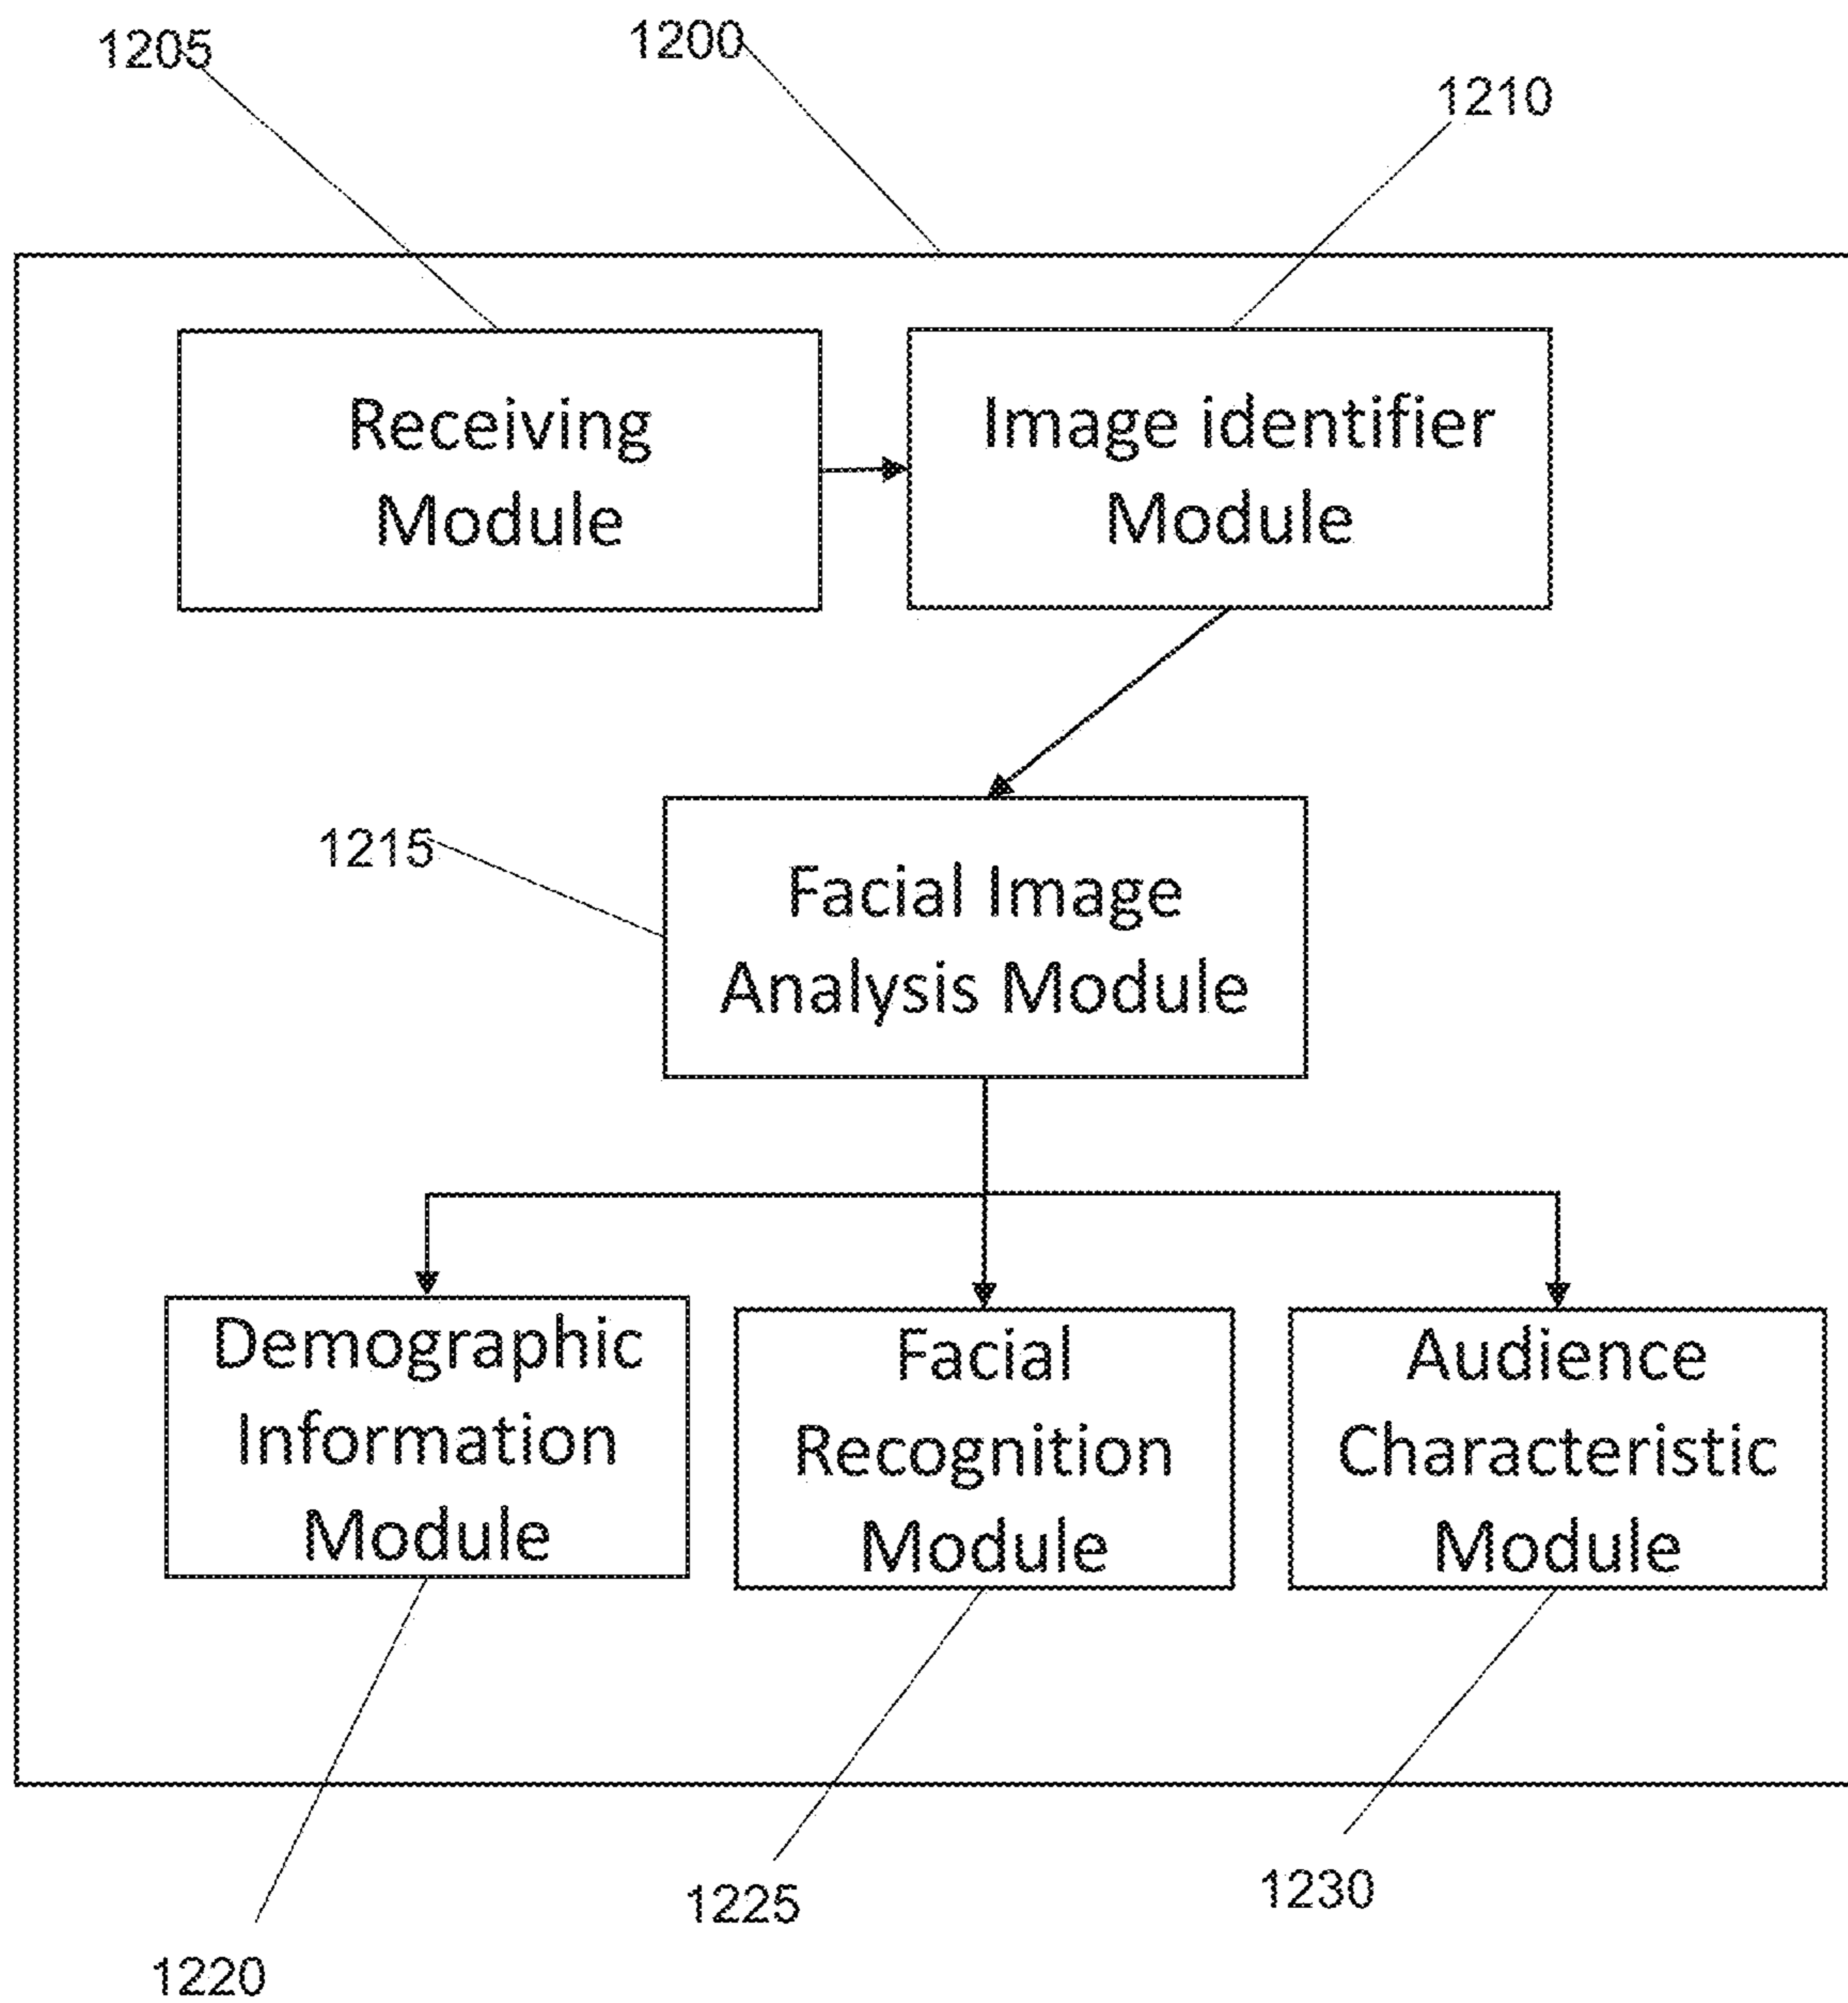 1205
1200
1210
Receiving
Module
Image identifier
Module
1215
Facial Image
Analysis Module
Demographic
Information
Module
Facial
Recognition
Module
Audience
Characteristic
Module
1220
1225
1230